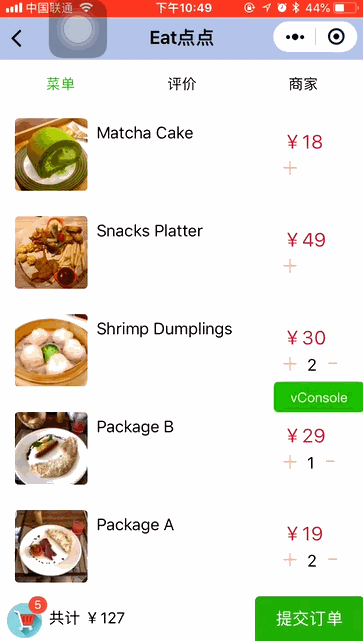 中国联通 下午10:49 44%
Eat点点
菜单 评价 商家
Matcha Cake
￥18
+
Snacks Platter
￥49
+
Shrimp Dumplings
￥30
+ 2 −
vConsole
Package B
￥29
+ 1 −
Package A
￥19
+ 2 −
5
共计 ￥127
提交订单